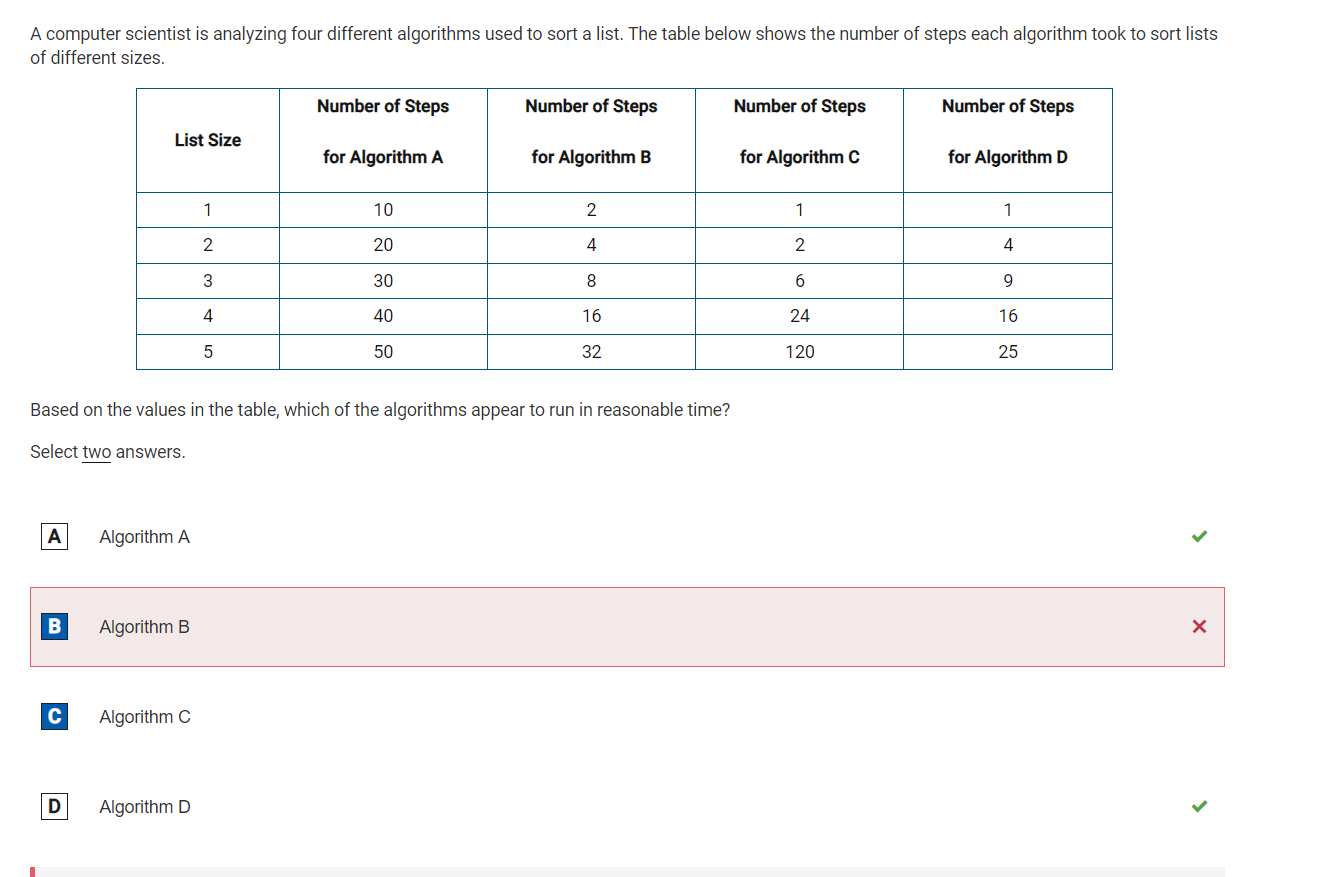 A computer scientist is analyzing four different algorithms used to sort a list. The table below shows the number of steps each algorithm took to sort lists
of different sizes.
List Size
Number of Steps
for Algorithm A
Number of Steps
for Algorithm B
Number of Steps
for Algorithm C
Number of Steps
for Algorithm D
1 10 2 1 1
2 20 4 2 4
3 30 8 6 9
4 40 16 24 16
5 50 32 120 25
Based on the values in the table, which of the algorithms appear to run in reasonable time?
Select two answers.
A Algorithm A
B Algorithm B
C Algorithm C
D Algorithm D